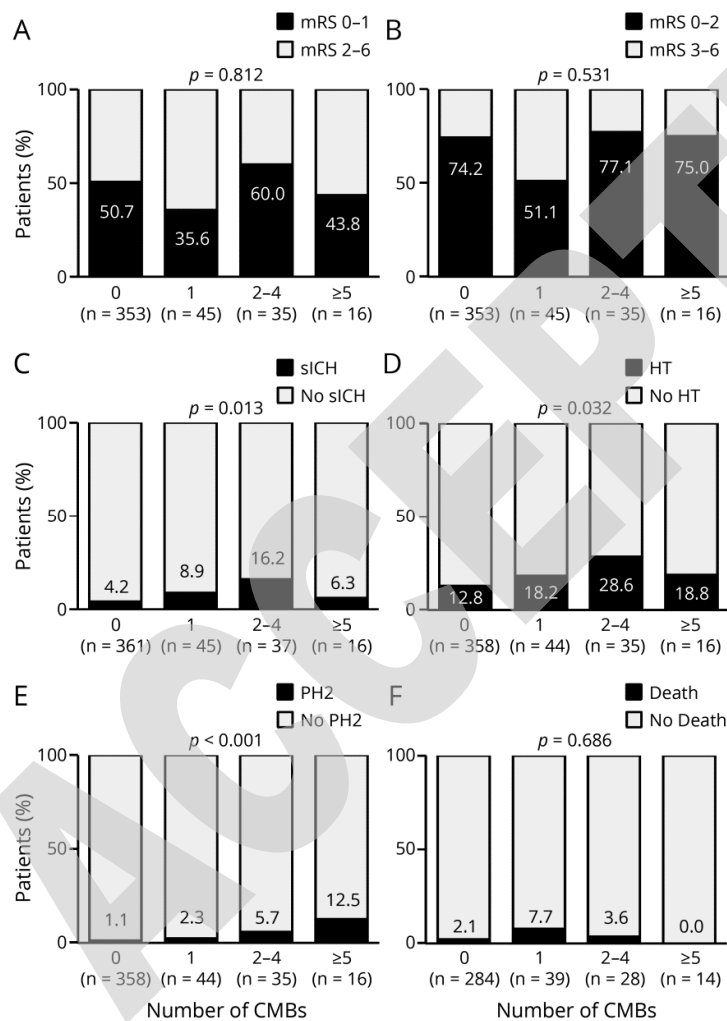 A
mRS 0–1
mRS 2–6
p = 0.812
Patients (%)
100
50
0
50.7
35.6
60.0
43.8
0
1
2–4
≥5
(n = 353)
(n = 45)
(n = 35)
(n = 16)
B
mRS 0–2
mRS 3–6
p = 0.531
100
50
0
74.2
51.1
77.1
75.0
0
1
2–4
≥5
(n = 353)
(n = 45)
(n = 35)
(n = 16)
C
sICH
No sICH
p = 0.013
Patients (%)
100
50
0
4.2
8.9
16.2
6.3
0
1
2–4
≥5
(n = 361)
(n = 45)
(n = 37)
(n = 16)
D
HT
No HT
p = 0.032
100
50
0
12.8
18.2
28.6
18.8
0
1
2–4
≥5
(n = 358)
(n = 44)
(n = 35)
(n = 16)
E
PH2
No PH2
p < 0.001
Patients (%)
100
50
0
1.1
2.3
5.7
12.5
0
1
2–4
≥5
(n = 358)
(n = 44)
(n = 35)
(n = 16)
Number of CMBs
F
Death
No Death
p = 0.686
100
50
0
2.1
7.7
3.6
0.0
0
1
2–4
≥5
(n = 284)
(n = 39)
(n = 28)
(n = 14)
Number of CMBs
ACCEPT